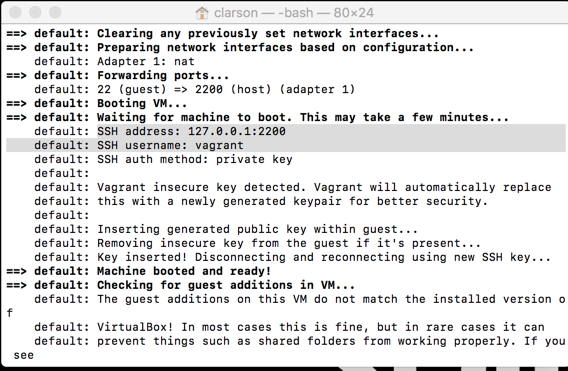 clarson — -bash — 80×24
==> default: Clearing any previously set network interfaces...
==> default: Preparing network interfaces based on configuration...
    default: Adapter 1: nat
==> default: Forwarding ports...
    default: 22 (guest) => 2200 (host) (adapter 1)
==> default: Booting VM...
==> default: Waiting for machine to boot. This may take a few minutes...
    default: SSH address: 127.0.0.1:2200
    default: SSH username: vagrant
    default: SSH auth method: private key
    default:
    default: Vagrant insecure key detected. Vagrant will automatically replace
    default: this with a newly generated keypair for better security.
    default:
    default: Inserting generated public key within guest...
    default: Removing insecure key from the guest if it's present...
    default: Key inserted! Disconnecting and reconnecting using new SSH key...
==> default: Machine booted and ready!
==> default: Checking for guest additions in VM...
    default: The guest additions on this VM do not match the installed version o
f
    default: VirtualBox! In most cases this is fine, but in rare cases it can
    default: prevent things such as shared folders from working properly. If you
 see